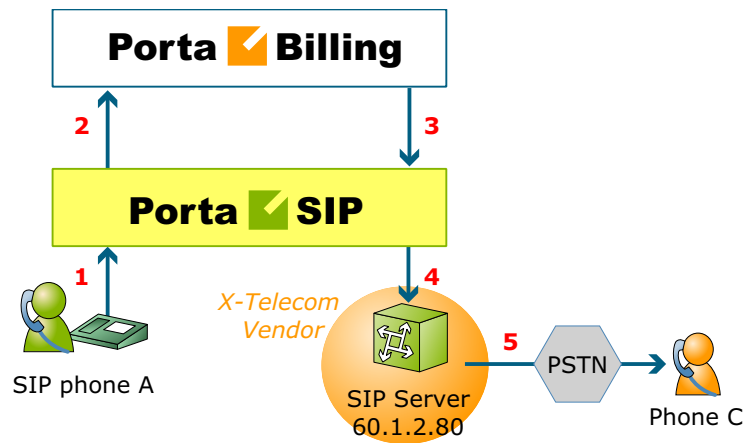 Porta Billing
2
3
Porta SIP
1
4
X-Telecom
Vendor
5
PSTN
SIP phone A
SIP Server
60.1.2.80
Phone C